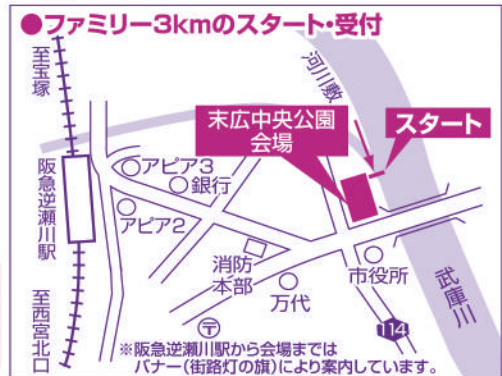 ●ファミリー3kmのスタート・受付
至宝塚
河川敷
末広中央公園
会場
スタート
アピア3
銀行
阪急逆瀬川駅
アピア2
消防
本部
市役所
万代
武庫川
至西宮北口
〒
114
※阪急逆瀬川駅から会場までは
バナー(街路灯の旗)により案内しています。